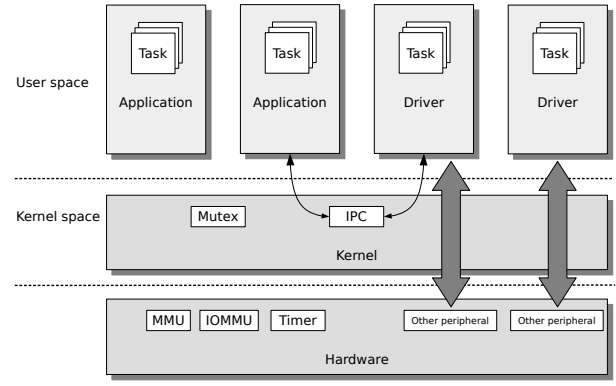 Task Task Task Task
User space
Application Application Driver Driver
Kernel space
Mutex IPC
Kernel
MMU IOMMU Timer Other peripheral Other peripheral
Hardware